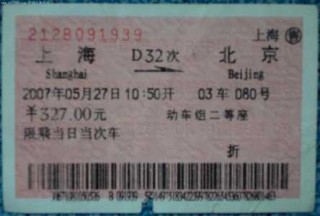 2128091939 上海 售
上海 D32次 北京
Shanghai Beijing
2007年05月27日10:50开 03车 080号
¥327.00元 动车组二等座
限乘当日当次车
折